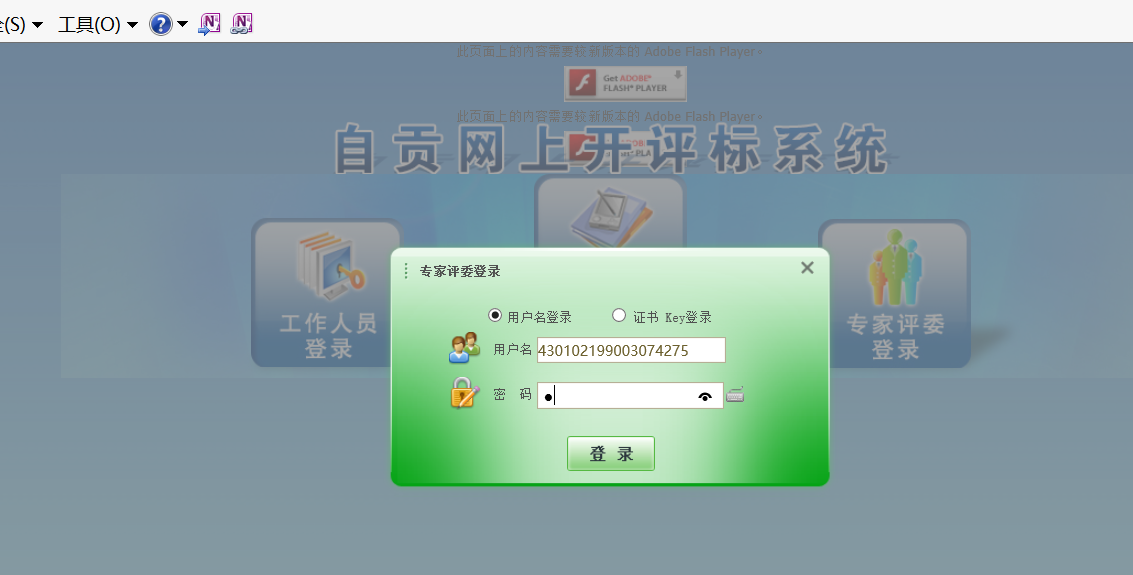 (S) 工具(O)
此页面上的内容需要较新版本的 Adobe Flash Player。
Get ADOBE®
FLASH® PLAYER
此页面上的内容需要较新版本的 Adobe Flash Player。
自贡网上开评标系统
工作人员
登录
专家评委
登录
专家评委登录
用户名登录 证书 Key登录
用户名 430102199003074275
密 码
登 录